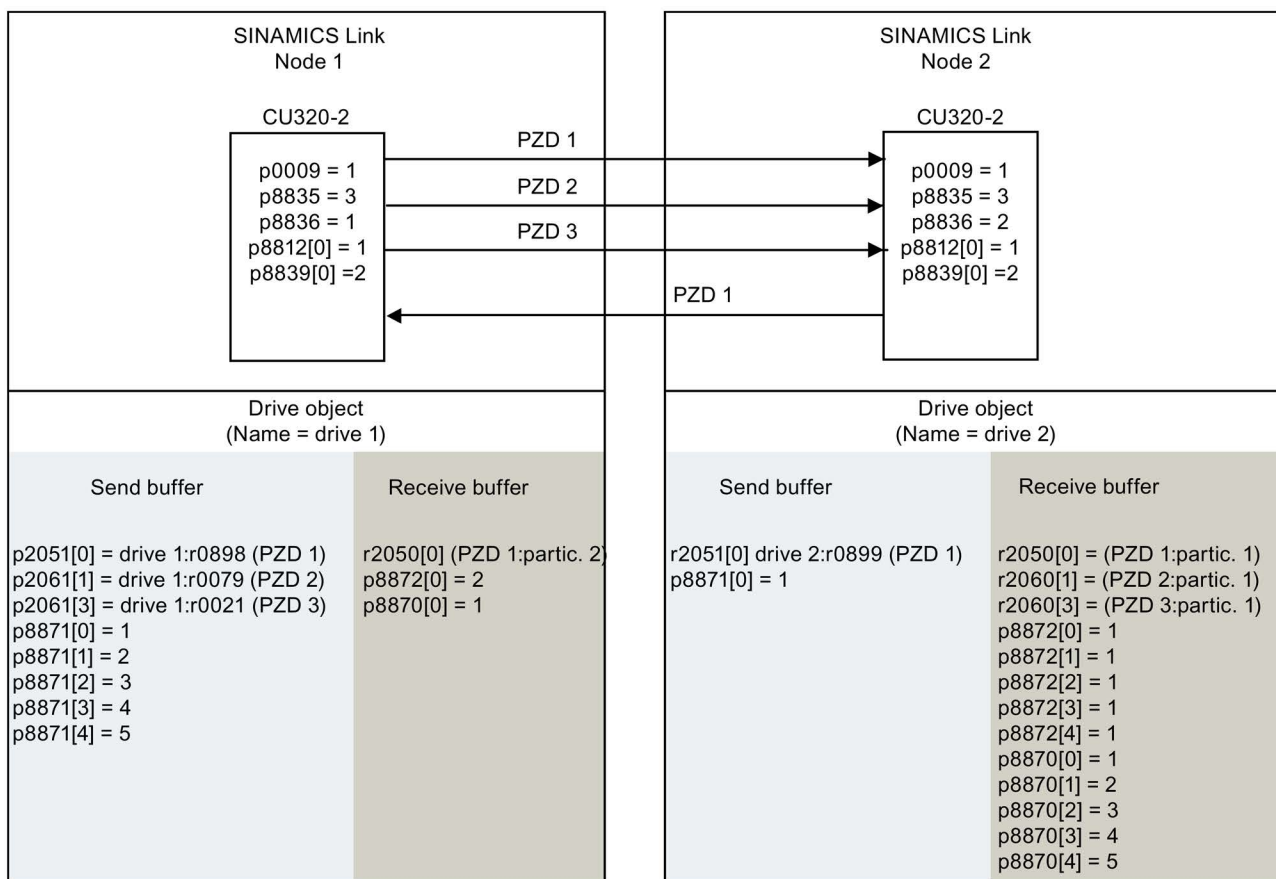 SINAMICS Link
Node 1
CU320-2
p0009 = 1
p8835 = 3
p8836 = 1
p8812[0] = 1
p8839[0] =2
PZD 1
PZD 2
PZD 3
PZD 1
SINAMICS Link
Node 2
CU320-2
p0009 = 1
p8835 = 3
p8836 = 2
p8812[0] = 1
p8839[0] =2
Drive object
(Name = drive 1)
Send buffer
p2051[0] = drive 1:r0898 (PZD 1)
p2061[1] = drive 1:r0079 (PZD 2)
p2061[3] = drive 1:r0021 (PZD 3)
p8871[0] = 1
p8871[1] = 2
p8871[2] = 3
p8871[3] = 4
p8871[4] = 5
Receive buffer
r2050[0] (PZD 1:partic. 2)
p8872[0] = 2
p8870[0] = 1
Drive object
(Name = drive 2)
Send buffer
r2051[0] drive 2:r0899 (PZD 1)
p8871[0] = 1
Receive buffer
r2050[0] = (PZD 1:partic. 1)
r2060[1] = (PZD 2:partic. 1)
r2060[3] = (PZD 3:partic. 1)
p8872[0] = 1
p8872[1] = 1
p8872[2] = 1
p8872[3] = 1
p8872[4] = 1
p8870[0] = 1
p8870[1] = 2
p8870[2] = 3
p8870[3] = 4
p8870[4] = 5